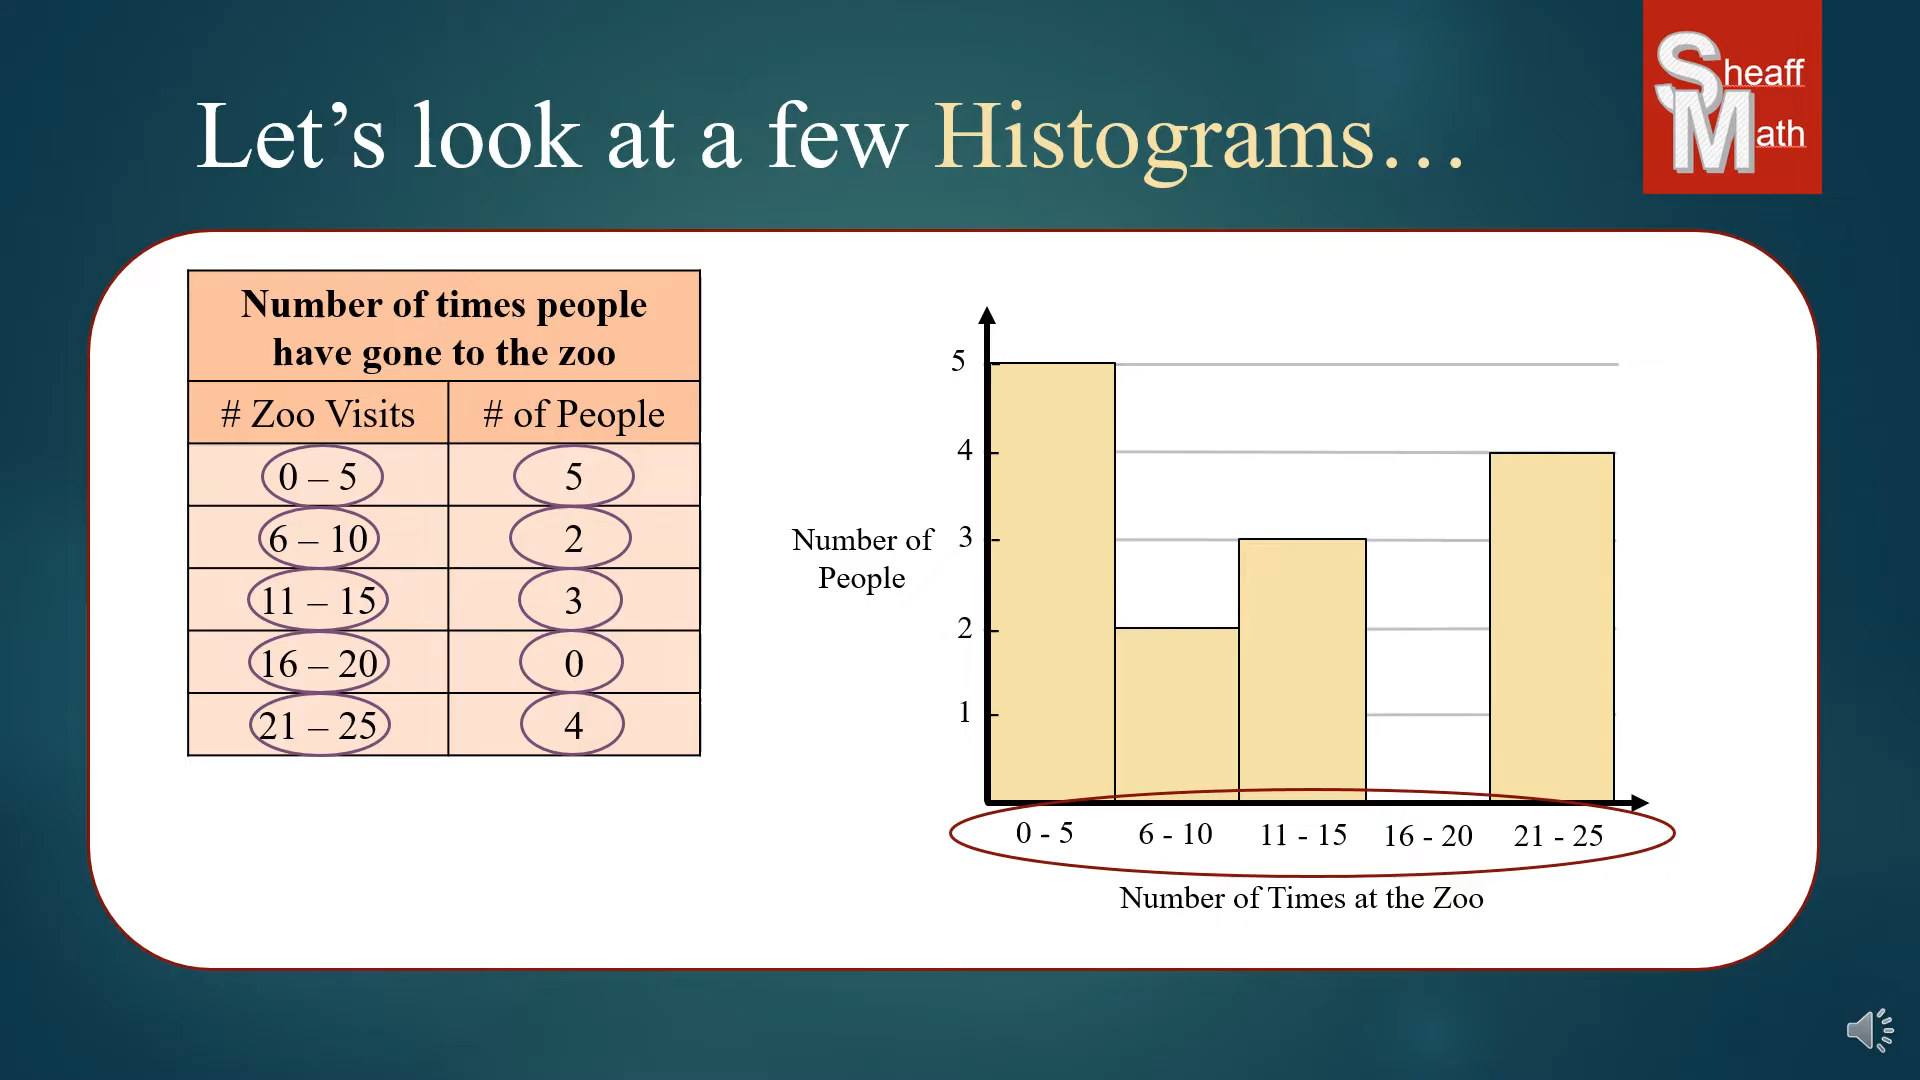 Let’s look at a few Histograms…
Sheaff
Math
Number of times people
have gone to the zoo
# Zoo Visits # of People
0 – 5 5
6 – 10 2
11 – 15 3
16 – 20 0
21 – 25 4
5
4
3
2
1
Number of
People
0 - 5 6 - 10 11 - 15 16 - 20 21 - 25
Number of Times at the Zoo